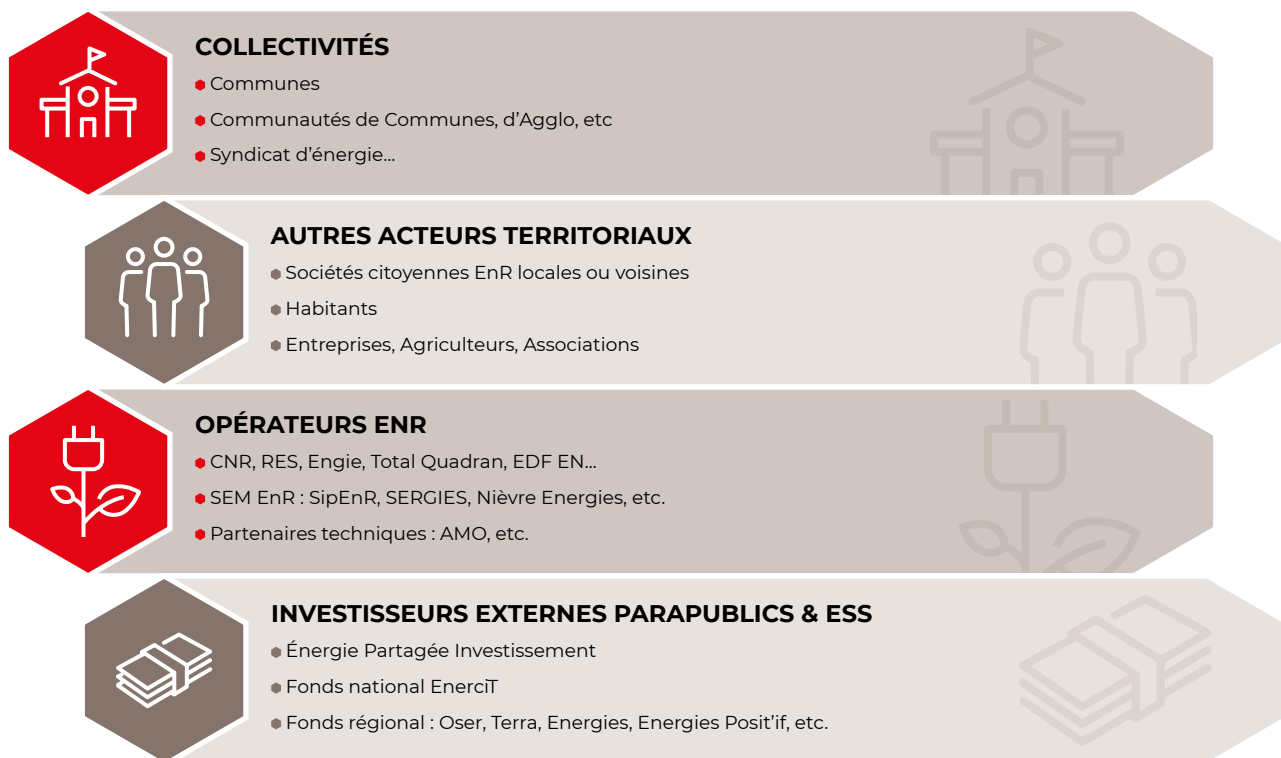 COLLECTIVITÉS
Communes
Communautés de Communes, d'Agglo, etc
Syndicat d'énergie...
AUTRES ACTEURS TERRITORIAUX
Sociétés citoyennes EnR locales ou voisines
Habitants
Entreprises, Agriculteurs, Associations
OPÉRATEURS ENR
CNR, RES, Engie, Total Quadran, EDF EN...
SEM EnR : SipEnR, SERGIES, Nièvre Energies, etc.
Partenaires techniques : AMO, etc.
INVESTISSEURS EXTERNES PARAPUBLICS & ESS
Énergie Partagée Investissement
Fonds national EnerciT
Fonds régional : Oser, Terra, Energies, Energies Posit'if, etc.